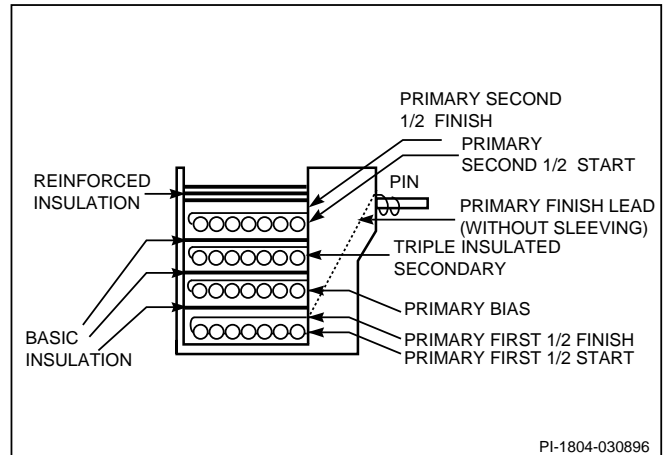 PRIMARY SECOND
1/2 FINISH
PRIMARY
SECOND 1/2 START
REINFORCED
INSULATION
PIN
PRIMARY FINISH LEAD
(WITHOUT SLEEVING)
TRIPLE INSULATED
SECONDARY
PRIMARY BIAS
BASIC
INSULATION
PRIMARY FIRST 1/2 FINISH
PRIMARY FIRST 1/2 START
PI-1804-030896